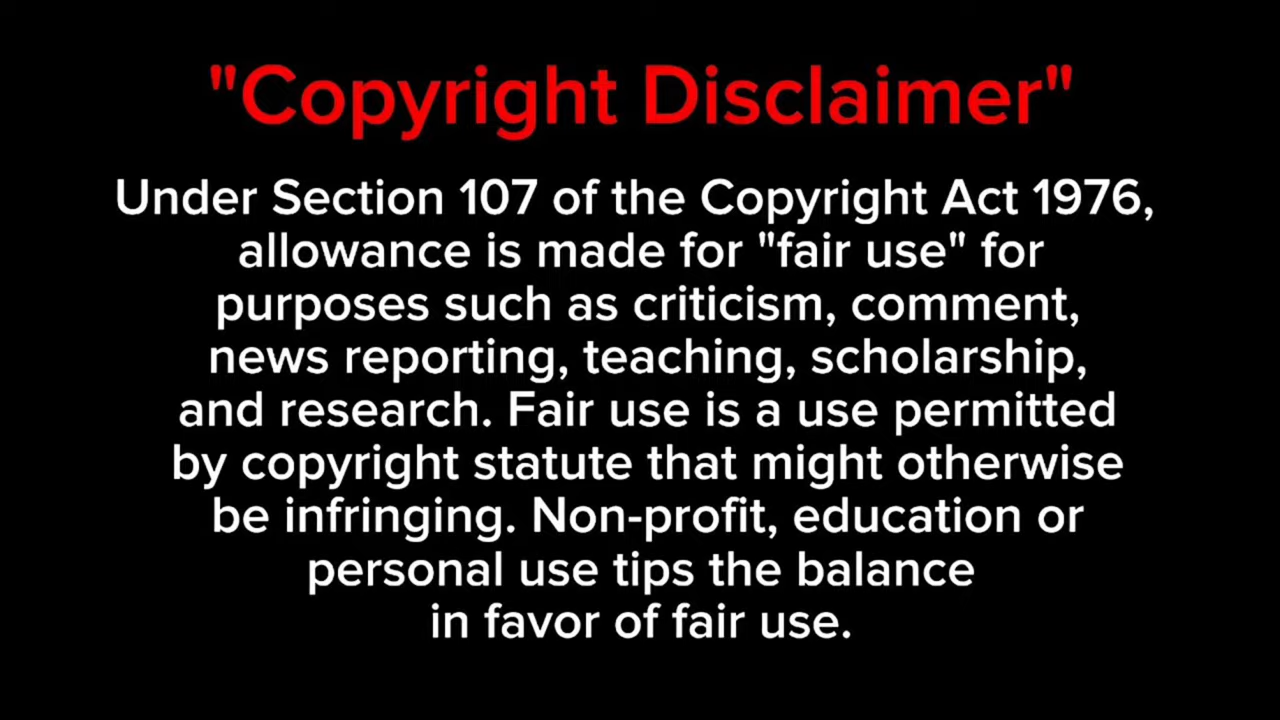 "Copyright Disclaimer"
Under Section 107 of the Copyright Act 1976,
allowance is made for "fair use" for
purposes such as criticism, comment,
news reporting, teaching, scholarship,
and research. Fair use is a use permitted
by copyright statute that might otherwise
be infringing. Non-profit, education or
personal use tips the balance
in favor of fair use.